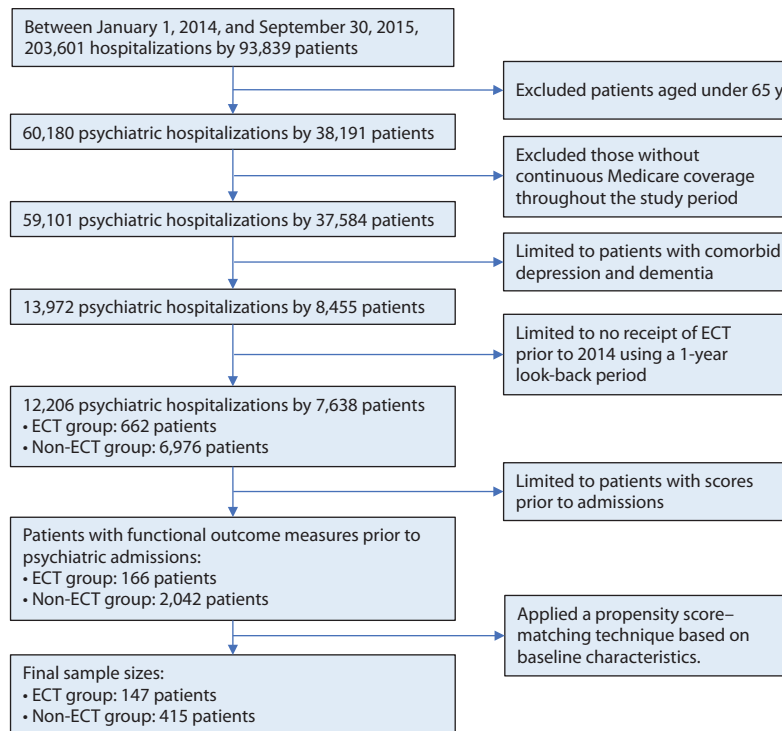 Between January 1, 2014, and September 30, 2015,
203,601 hospitalizations by 93,839 patients
Excluded patients aged under 65 y
60,180 psychiatric hospitalizations by 38,191 patients
Excluded those without
continuous Medicare coverage
throughout the study period
59,101 psychiatric hospitalizations by 37,584 patients
Limited to patients with comorbid
depression and dementia
13,972 psychiatric hospitalizations by 8,455 patients
Limited to no receipt of ECT
prior to 2014 using a 1-year
look-back period
12,206 psychiatric hospitalizations by 7,638 patients
• ECT group: 662 patients
• Non-ECT group: 6,976 patients
Limited to patients with scores
prior to admissions
Patients with functional outcome measures prior to
psychiatric admissions:
• ECT group: 166 patients
• Non-ECT group: 2,042 patients
Applied a propensity score–
matching technique based on
baseline characteristics.
Final sample sizes:
• ECT group: 147 patients
• Non-ECT group: 415 patients